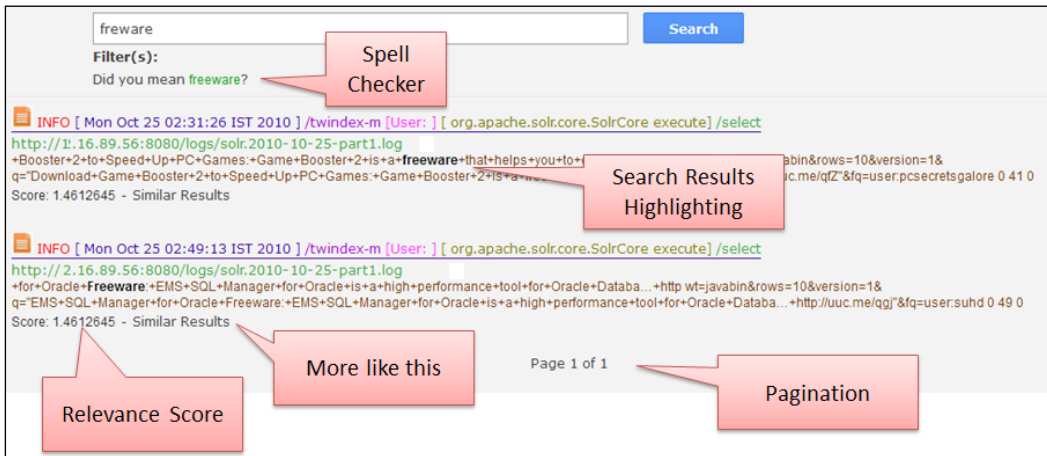 freware
Search
Filter(s):
Did you mean freeware?
Spell
Checker
INFO [ Mon Oct 25 02:31:26 IST 2010 ] /twindex-m [User: ] [ org.apache.solr.core.SolrCore execute] /select
http://1.16.89.56:8080/logs/solr.2010-10-25-part1.log
+Booster+2+to+Speed+Up+PC+Games:+Game+Booster+2+is+a+freeware+that+helps+you+to+ abin&rows=10&version=1&
q="Download+Game+Booster+2+to+Speed+Up+PC+Games:+Game+Booster+2+is+a+ uc.me/qfZ"&fq=user:pcsecretsgalore 0 41 0
Search Results
Highlighting
Score: 1.4612645 - Similar Results
INFO [ Mon Oct 25 02:49:13 IST 2010 ] /twindex-m [User: ] [ org.apache.solr.core.SolrCore execute] /select
http:// 2.16.89.56:8080/logs/solr.2010-10-25-part1.log
+for+Oracle+Freeware:+EMS+SQL+Manager+for+Oracle+is+a+high+performance+tool+for+Oracle+Databa...+http wt=javabin&rows=10&version=1&
q="EMS+SQL+Manager+for+Oracle+Freeware:+EMS+SQL+Manager+for+Oracle+is+a+high+performance+tool+for+Oracle+Databa...+http://uuc.me/qgj"&fq=user:suhd 0 49 0
Score: 1.4612645 - Similar Results
More like this
Page 1 of 1
Pagination
Relevance Score